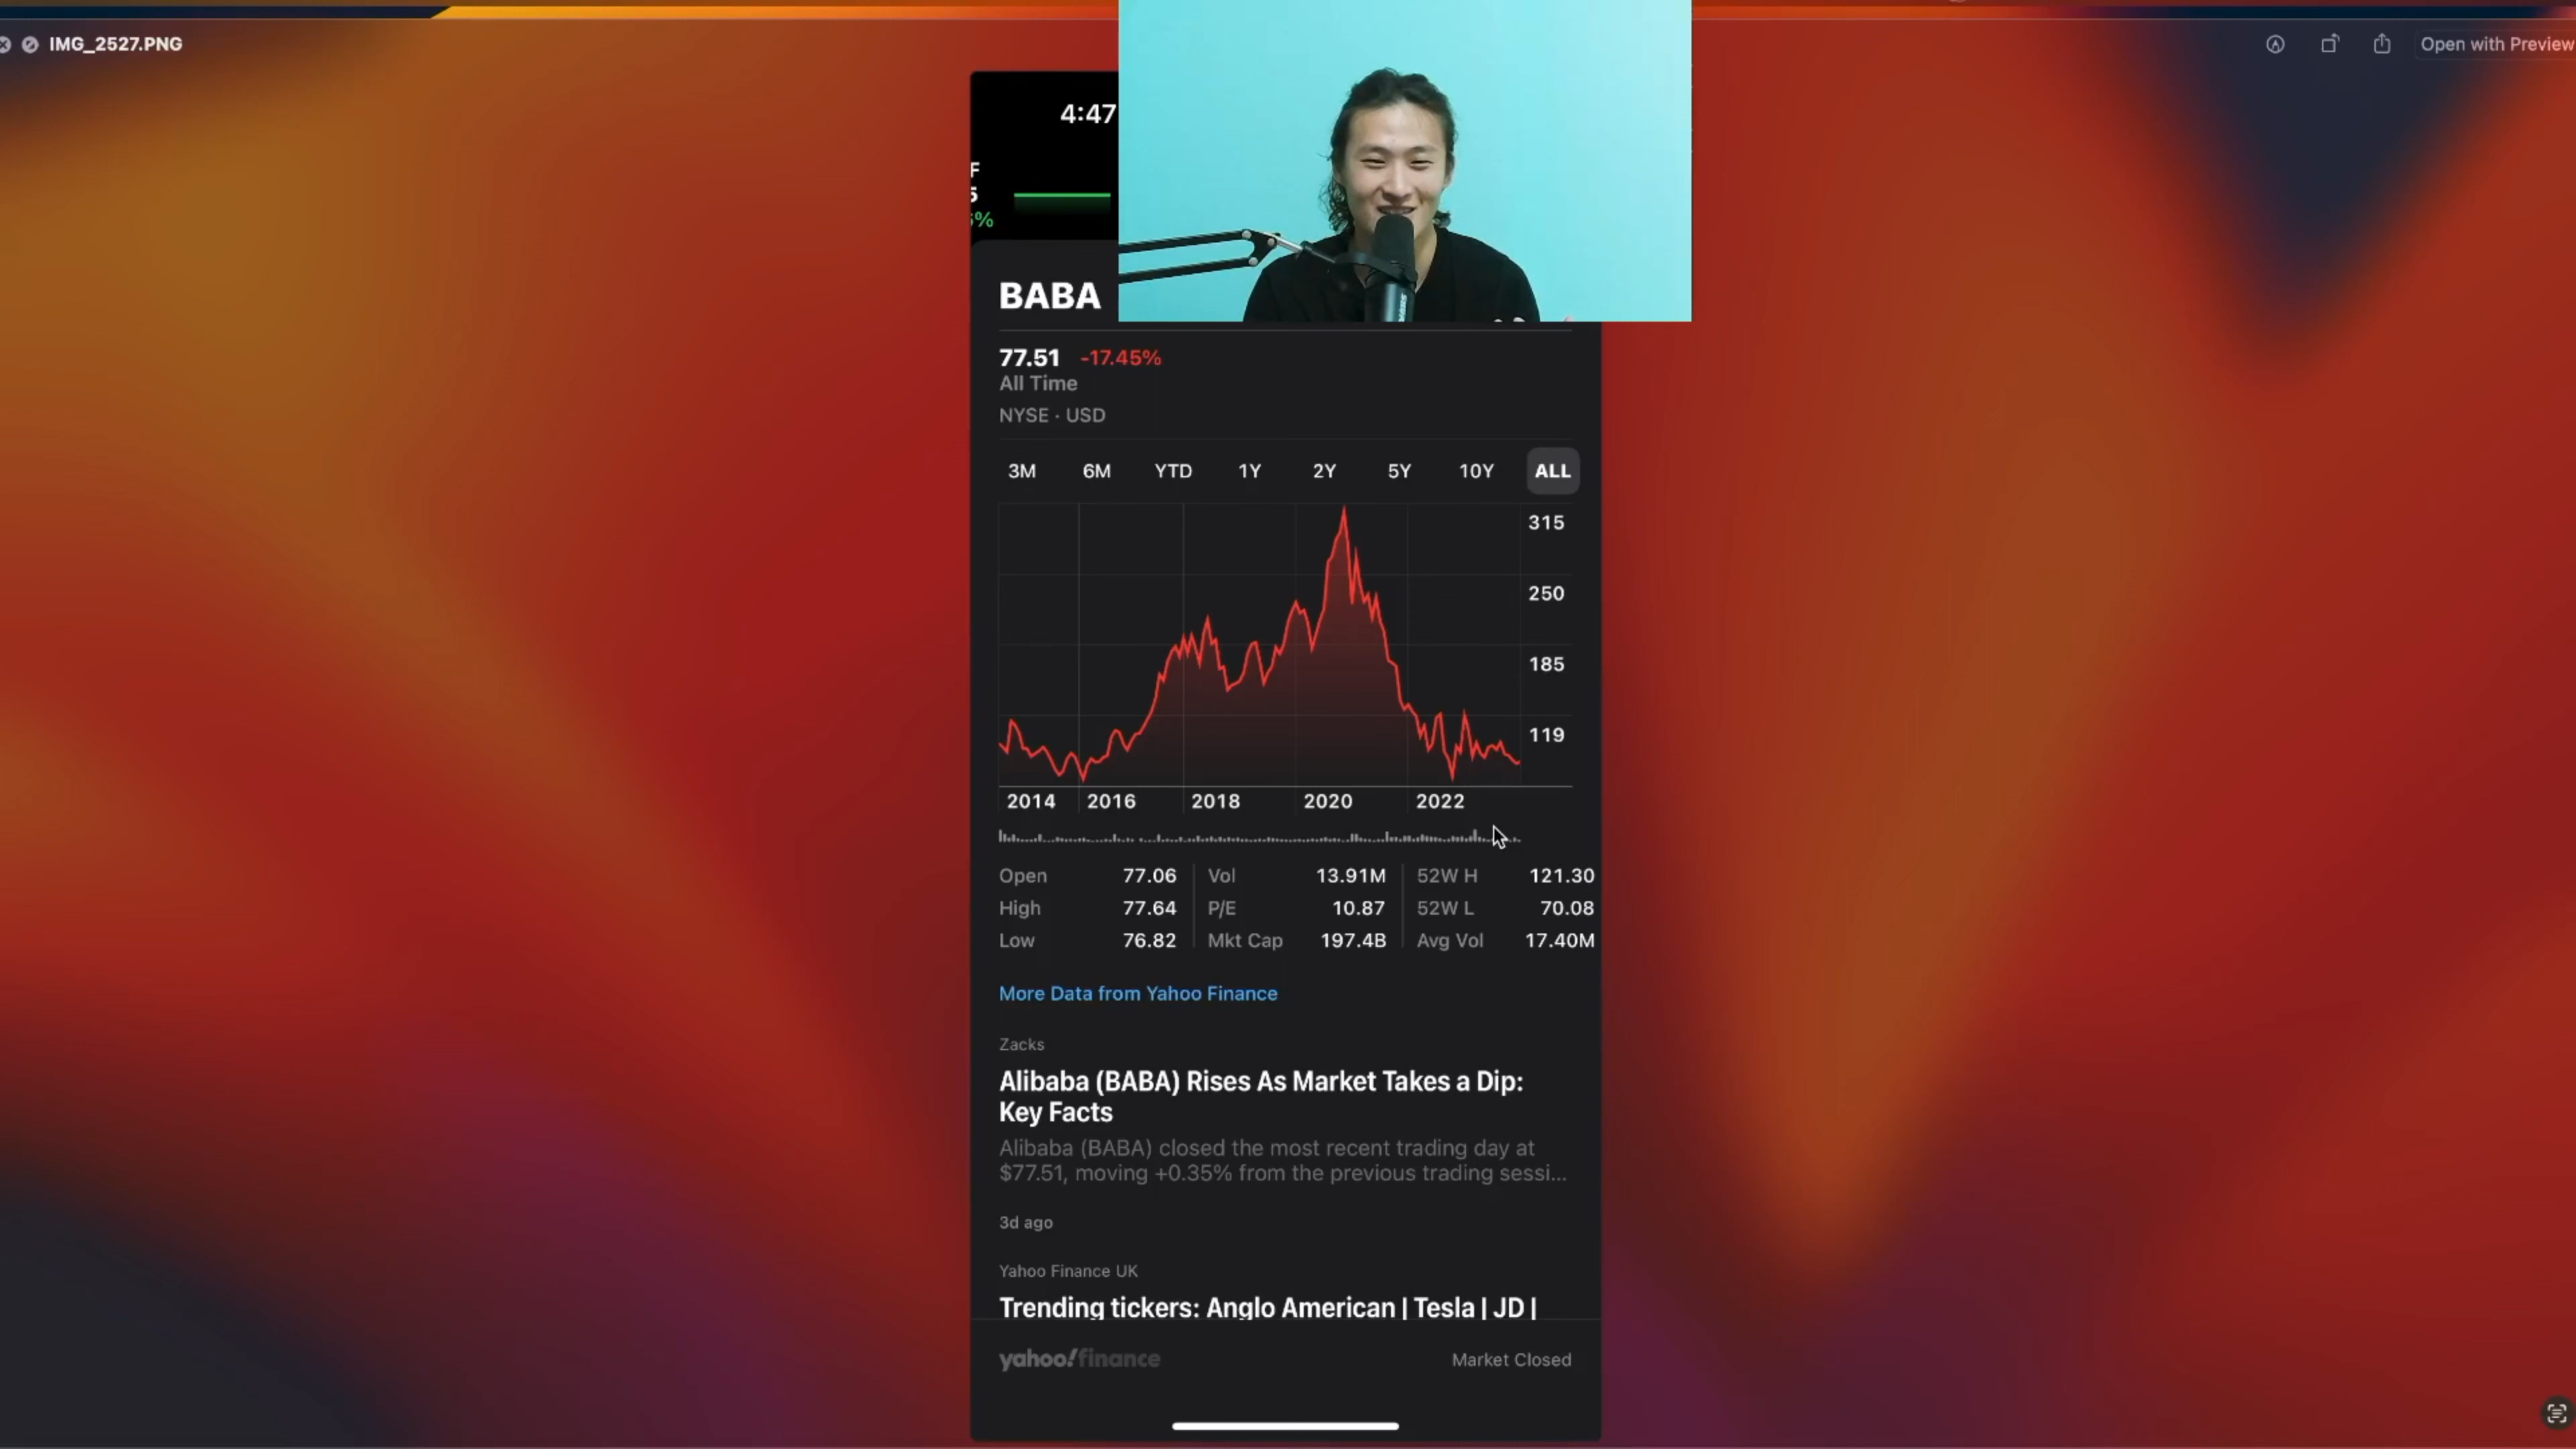 IMG_2527.PNG
Open with Preview
4:47
F
5
%
BABA
77.51 -17.45%
All Time
NYSE · USD
3M 6M YTD 1Y 2Y 5Y 10Y ALL
315
250
185
119
2014 2016 2018 2020 2022
Open 77.06 Vol 13.91M 52W H 121.30
High 77.64 P/E 10.87 52W L 70.08
Low 76.82 Mkt Cap 197.4B Avg Vol 17.40M
More Data from Yahoo Finance
Zacks
Alibaba (BABA) Rises As Market Takes a Dip:
Key Facts
Alibaba (BABA) closed the most recent trading day at
$77.51, moving +0.35% from the previous trading sessi...
3d ago
Yahoo Finance UK
Trending tickers: Anglo American | Tesla | JD |
yahoo!finance
Market Closed